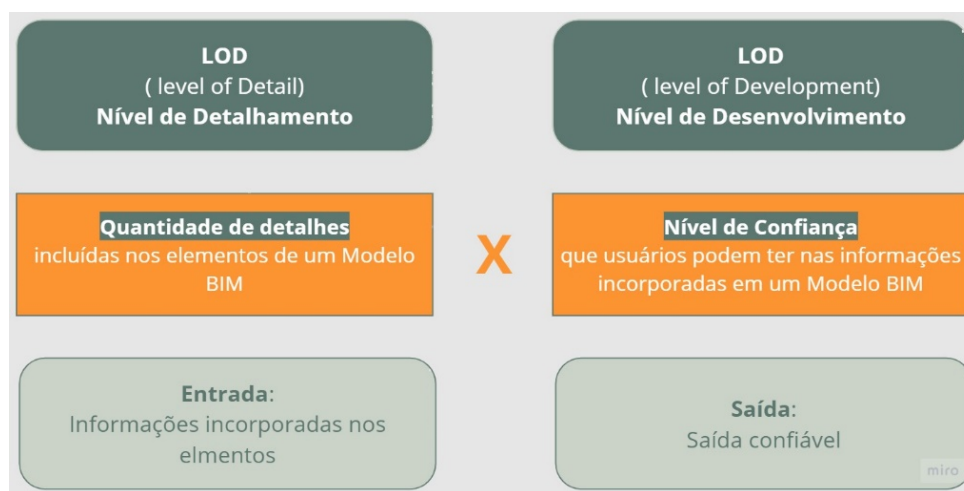 LOD
( level of Detail)
Nível de Detalhamento
Quantidade de detalhes
incluídas nos elementos de um Modelo
BIM
Entrada:
Informações incorporadas nos
elmentos
X
LOD
( level of Development)
Nível de Desenvolvimento
Nível de Confiança
que usuários podem ter nas informações
incorporadas em um Modelo BIM
Saída:
Saída confiável
miro